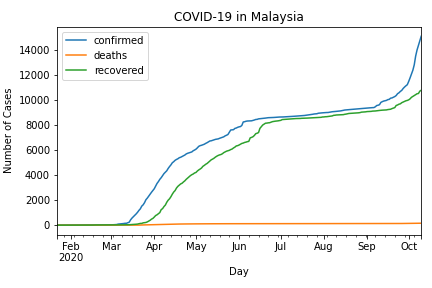 COVID-19 in Malaysia
confirmed
deaths
recovered
Number of Cases
14000
12000
10000
8000
6000
4000
2000
0
Feb
2020
Mar
Apr
May
Jun
Jul
Aug
Sep
Oct
Day